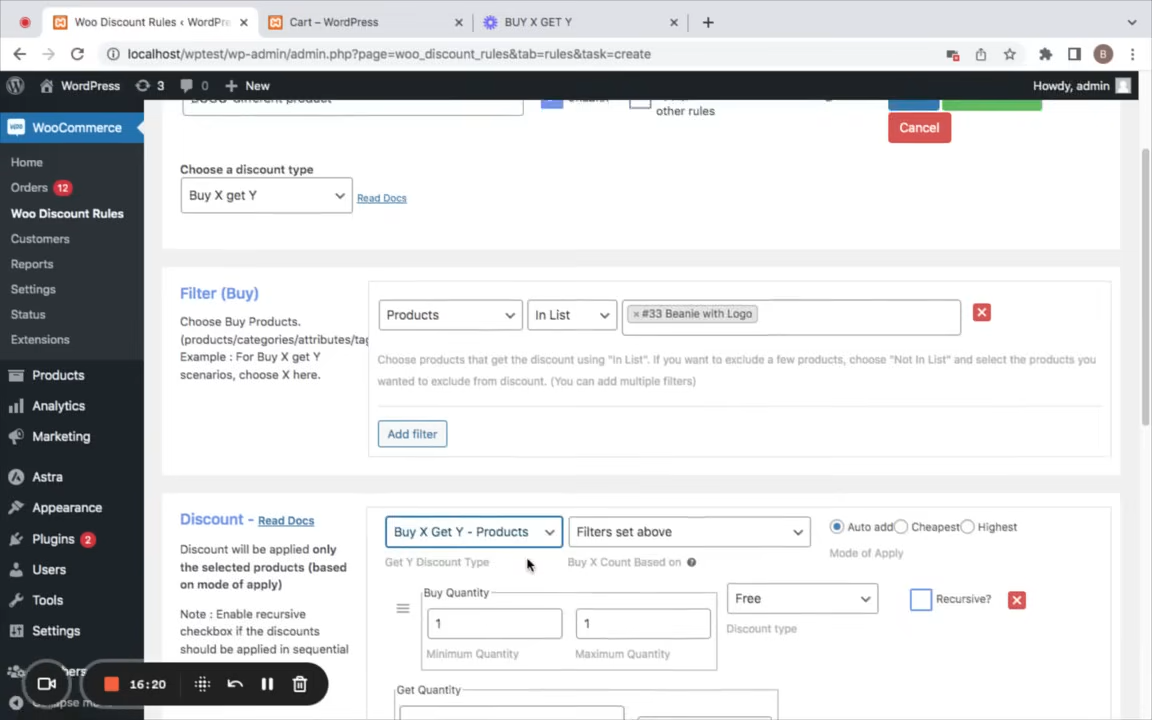 Woo Discount Rules ‹ WordPre
Cart – WordPress
BUY X GET Y
localhost/wptest/wp-admin/admin.php?page=woo_discount_rules&tab=rules&task=create
B
WordPress
3
0
New
Howdy, admin
WooCommerce
Home
Orders 12
Woo Discount Rules
Customers
Reports
Settings
Status
Extensions
Products
Analytics
Marketing
Astra
Appearance
Plugins 2
Users
Tools
Settings
16:20
other rules
Cancel
Choose a discount type
Buy X get Y
Read Docs
Filter (Buy)
Choose Buy Products.
(products/categories/attributes/tag
Example : For Buy X get Y
scenarios, choose X here.
Products
In List
× #33 Beanie with Logo
Choose products that get the discount using "In List". If you want to exclude a few products, choose "Not In List" and select the products you
wanted to exclude from discount. (You can add multiple filters)
Add filter
Discount - Read Docs
Discount will be applied only
the selected products (based
on mode of apply)
Note : Enable recursive
checkbox if the discounts
should be applied in sequential
Buy X Get Y - Products
Get Y Discount Type
Filters set above
Buy X Count Based on
Auto add Cheapest Highest
Mode of Apply
Buy Quantity
1
Minimum Quantity
1
Maximum Quantity
Free
Discount type
Recursive?
Get Quantity